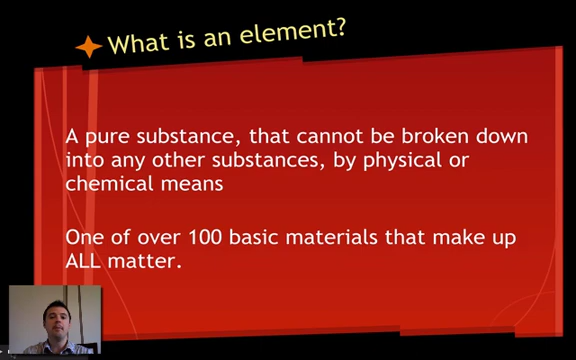 What is an element?
A pure substance, that cannot be broken down
into any other substances, by physical or
chemical means
One of over 100 basic materials that make up
ALL matter.